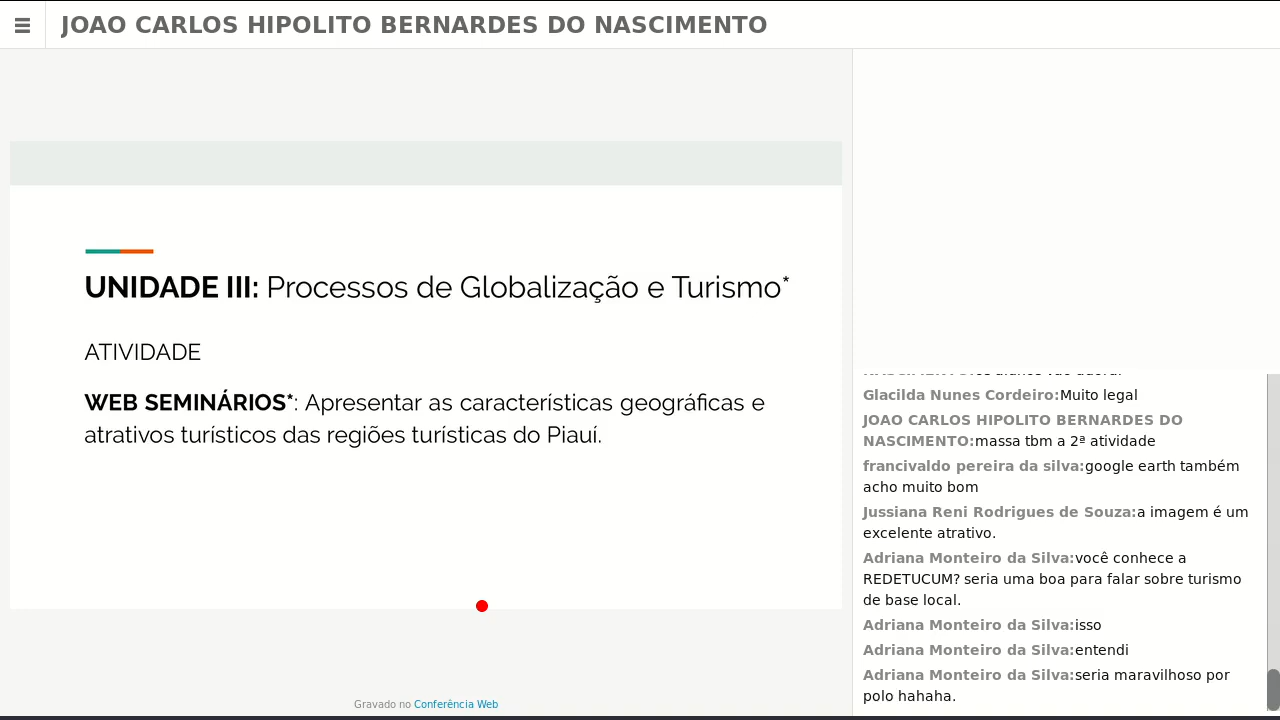 JOAO CARLOS HIPOLITO BERNARDES DO NASCIMENTO
UNIDADE III: Processos de Globalização e Turismo*
ATIVIDADE
WEB SEMINÁRIOS*: Apresentar as características geográficas e
atrativos turísticos das regiões turísticas do Piauí.
Gravado no Conferência Web
Glacilda Nunes Cordeiro:Muito legal
JOAO CARLOS HIPOLITO BERNARDES DO
NASCIMENTO:massa tbm a 2ª atividade
francivaldo pereira da silva:google earth também
acho muito bom
Jussiana Reni Rodrigues de Souza:a imagem é um
excelente atrativo.
Adriana Monteiro da Silva:você conhece a
REDETUCUM? seria uma boa para falar sobre turismo
de base local.
Adriana Monteiro da Silva:isso
Adriana Monteiro da Silva:entendi
Adriana Monteiro da Silva:seria maravilhoso por
polo hahaha.